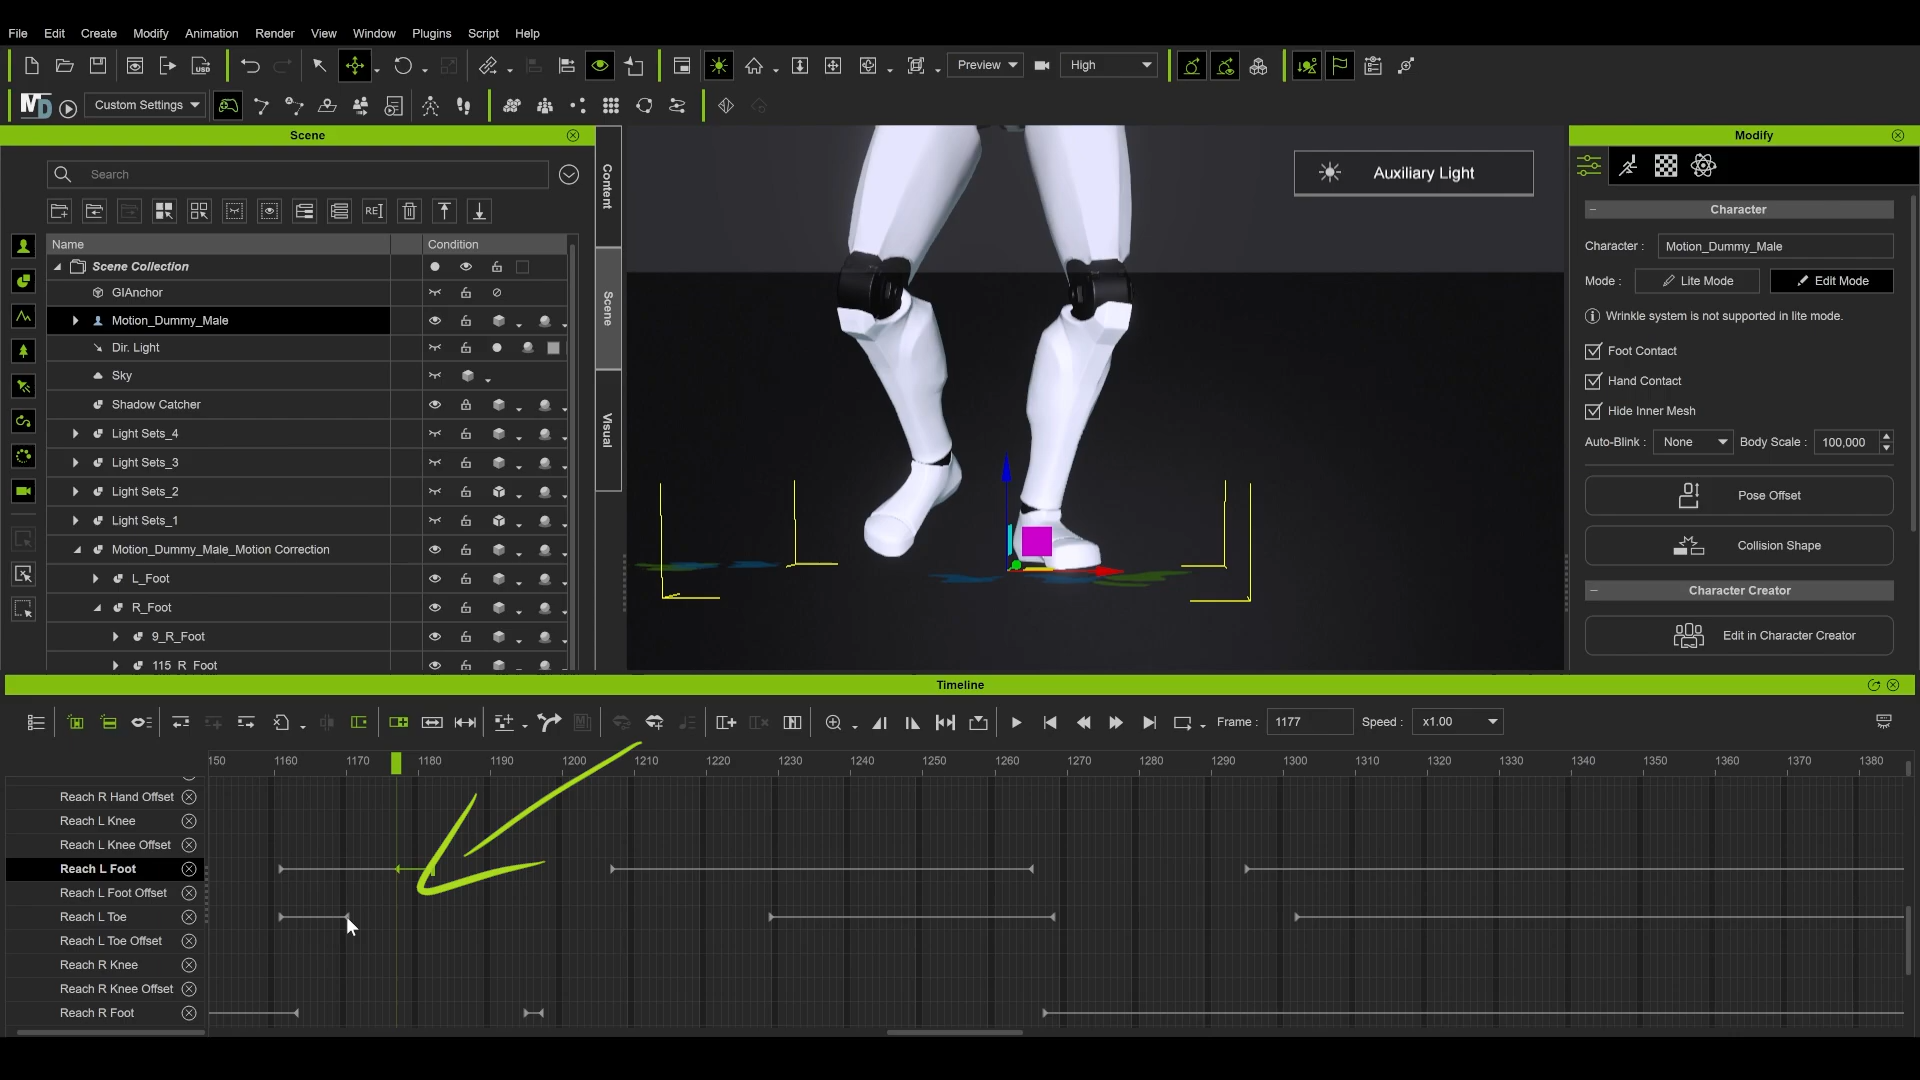 File Edit Create Modify Animation Render View Window Plugins Script Help
Preview High
MD Custom Settings
Scene
Search
REI
Name Condition
Scene Collection
GIAnchor
Motion_Dummy_Male
Dir. Light
Sky
Shadow Catcher
Light Sets_4
Light Sets_3
Light Sets_2
Light Sets_1
Motion_Dummy_Male_Motion Correction
L_Foot
R_Foot
9_R_Foot
115_R_Foot
Content
Scene
Visual
Auxiliary Light
Modify
Character
Character : Motion_Dummy_Male
Mode : Lite Mode Edit Mode
Wrinkle system is not supported in lite mode.
Foot Contact
Hand Contact
Hide Inner Mesh
Auto-Blink : None Body Scale : 100,000
Pose Offset
Collision Shape
Character Creator
Edit in Character Creator
Timeline
Frame : 1177 Speed : x1.00
150 1160 1170 1180 1190 1200 1210 1220 1230 1240 1250 1260 1270 1280 1290 1300 1310 1320 1330 1340 1350 1360 1370 1380
Reach R Hand Offset
Reach L Knee
Reach L Knee Offset
Reach L Foot
Reach L Foot Offset
Reach L Toe
Reach L Toe Offset
Reach R Knee
Reach R Knee Offset
Reach R Foot